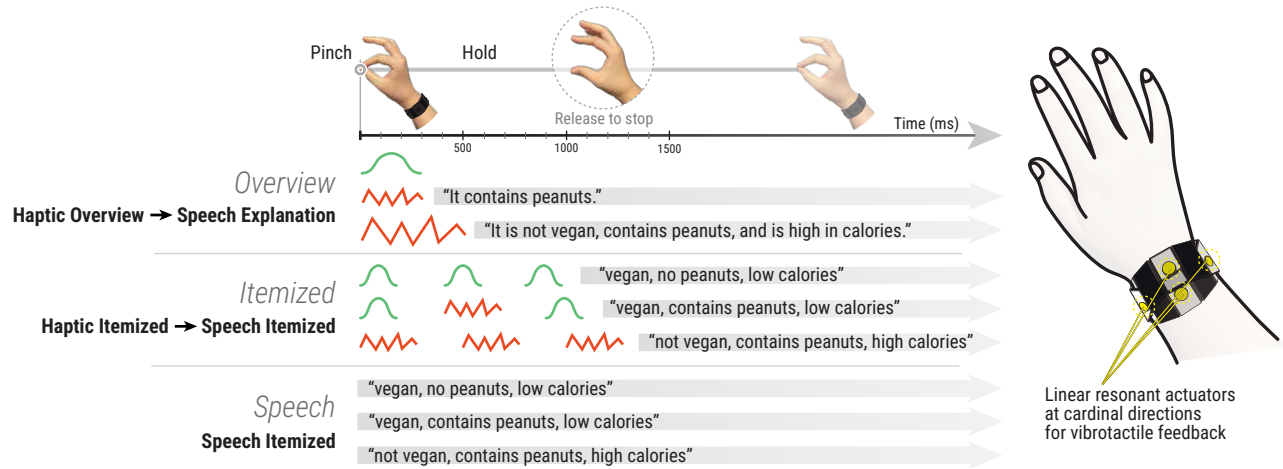 Pinch
Hold
Release to stop
Time (ms)
500
1000
1500
Overview
Haptic Overview → Speech Explanation
“It contains peanuts.”
“It is not vegan, contains peanuts, and is high in calories.”
Itemized
Haptic Itemized → Speech Itemized
“vegan, no peanuts, low calories”
“vegan, contains peanuts, low calories”
“not vegan, contains peanuts, high calories”
Speech
Speech Itemized
“vegan, no peanuts, low calories”
“vegan, contains peanuts, low calories”
“not vegan, contains peanuts, high calories”
Linear resonant actuators
at cardinal directions
for vibrotactile feedback